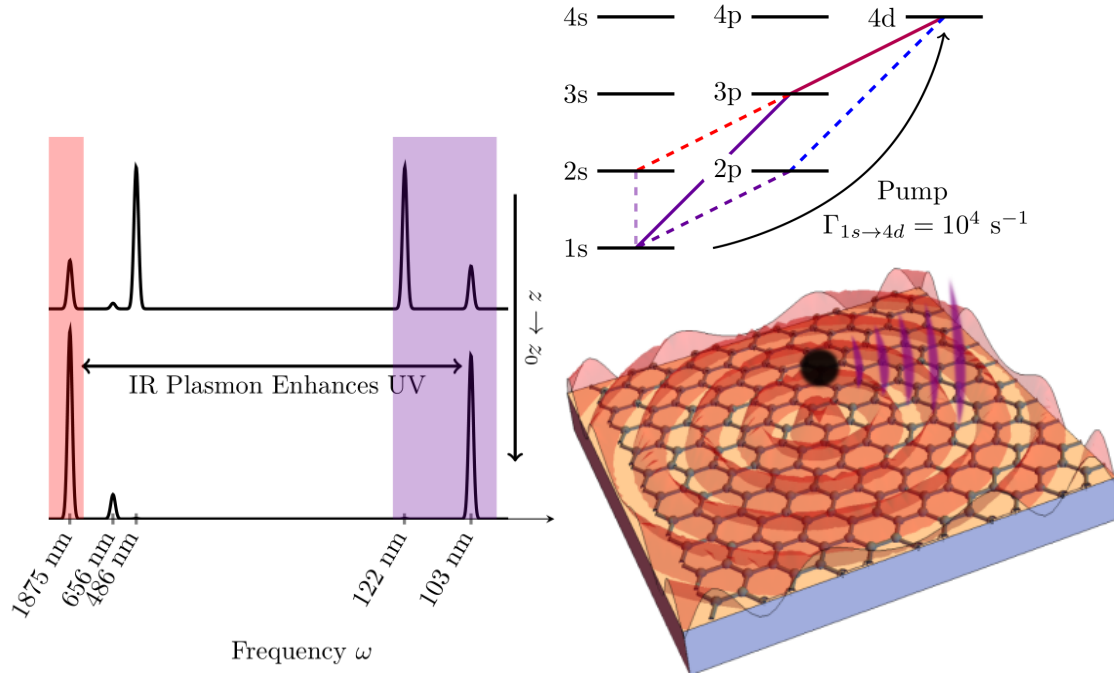 4s
4p
4d
3s
3p
2s
2p
1s
Pump
Γ1s→4d = 10^4 s^−1
z → z0
IR Plasmon Enhances UV
1875 nm
656 nm
486 nm
122 nm
103 nm
Frequency ω